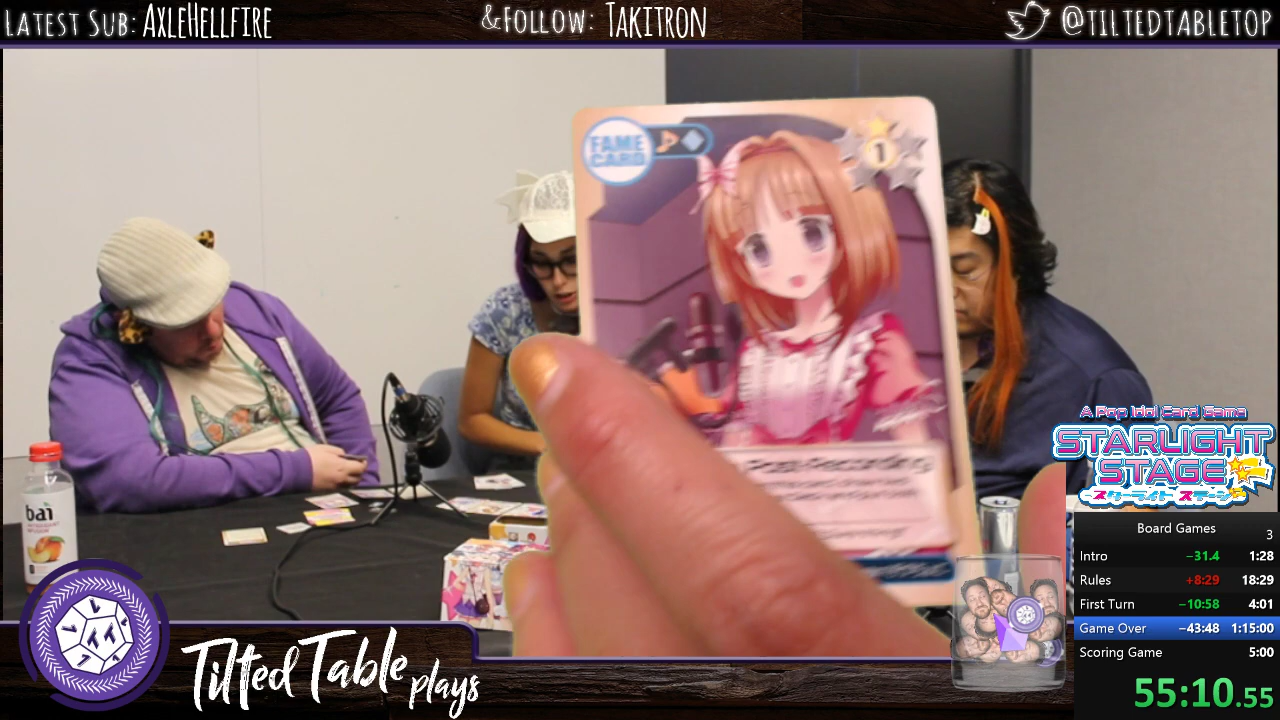 LATEST SUB: AXLEHELLFIRE
&FOLLOW: TAKITRON
@TILTEDTABLETOP
FAME
CARD
1
Post-Recording
bai
A Pop Idol Card Game
STARLIGHT
STAGE
スターライト ステージ
Board Games
3
Intro −31.4 1:28
Rules +8:29 18:29
First Turn −10:58 4:01
Game Over −43:48 1:15:00
Scoring Game 5:00
55:10.55
Tilted Table plays